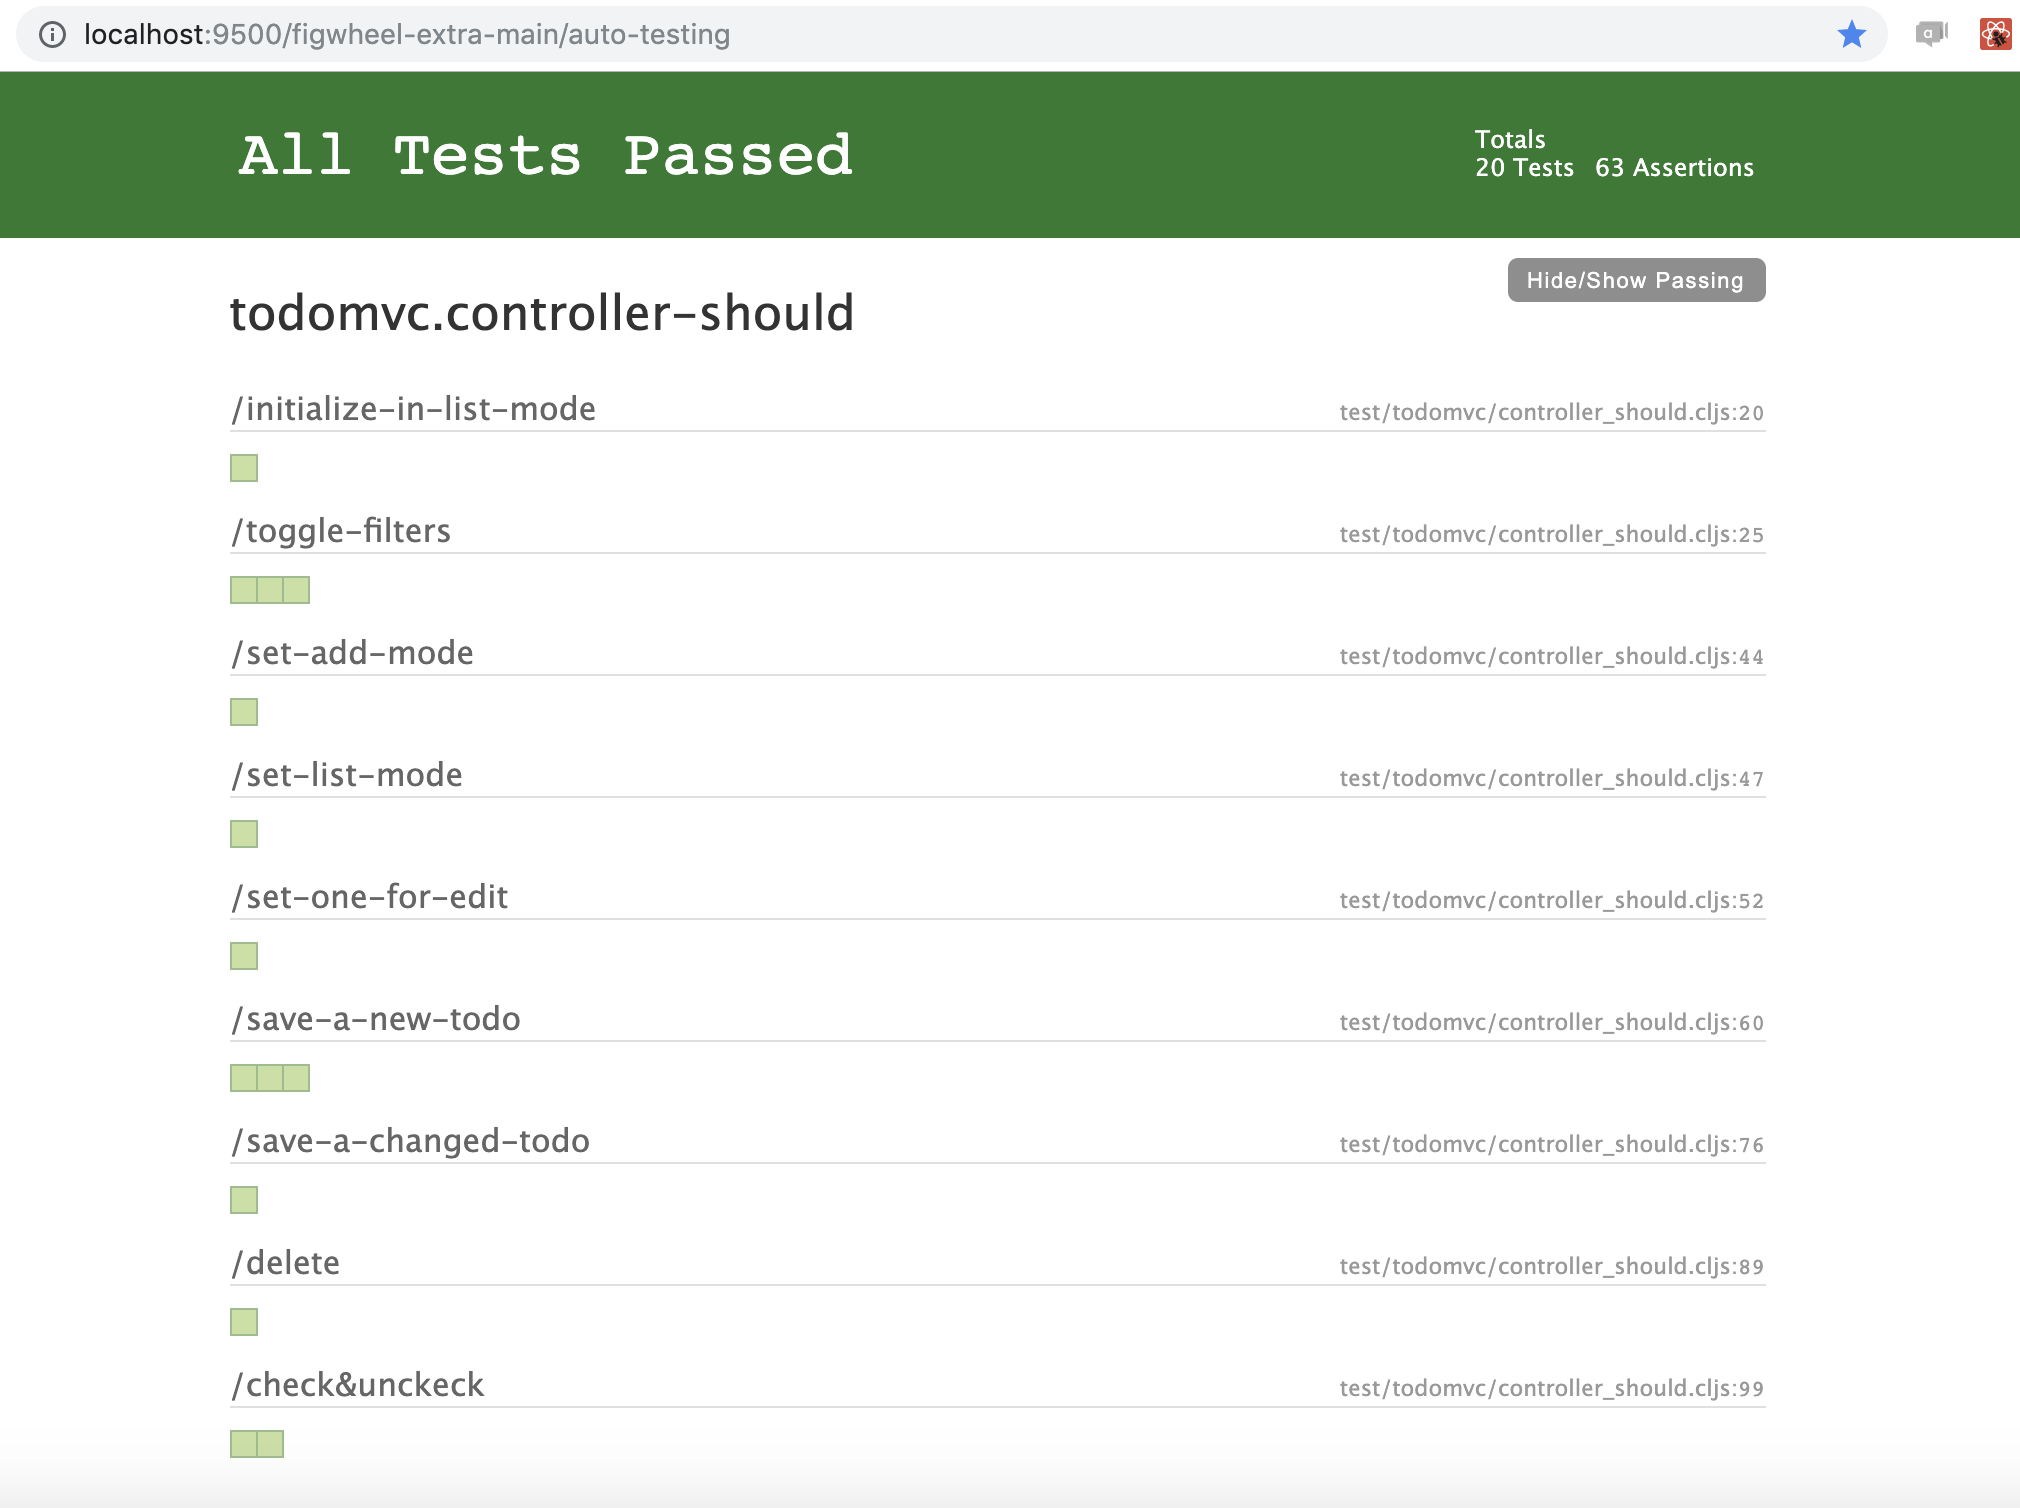 localhost:9500/figwheel-extra-main/auto-testing
a
All Tests Passed
Totals
20 Tests 63 Assertions
Hide/Show Passing
todomvc.controller-should
/initialize-in-list-mode test/todomvc/controller_should.cljs:20
/toggle-filters test/todomvc/controller_should.cljs:25
/set-add-mode test/todomvc/controller_should.cljs:44
/set-list-mode test/todomvc/controller_should.cljs:47
/set-one-for-edit test/todomvc/controller_should.cljs:52
/save-a-new-todo test/todomvc/controller_should.cljs:60
/save-a-changed-todo test/todomvc/controller_should.cljs:76
/delete test/todomvc/controller_should.cljs:89
/check&unckeck test/todomvc/controller_should.cljs:99